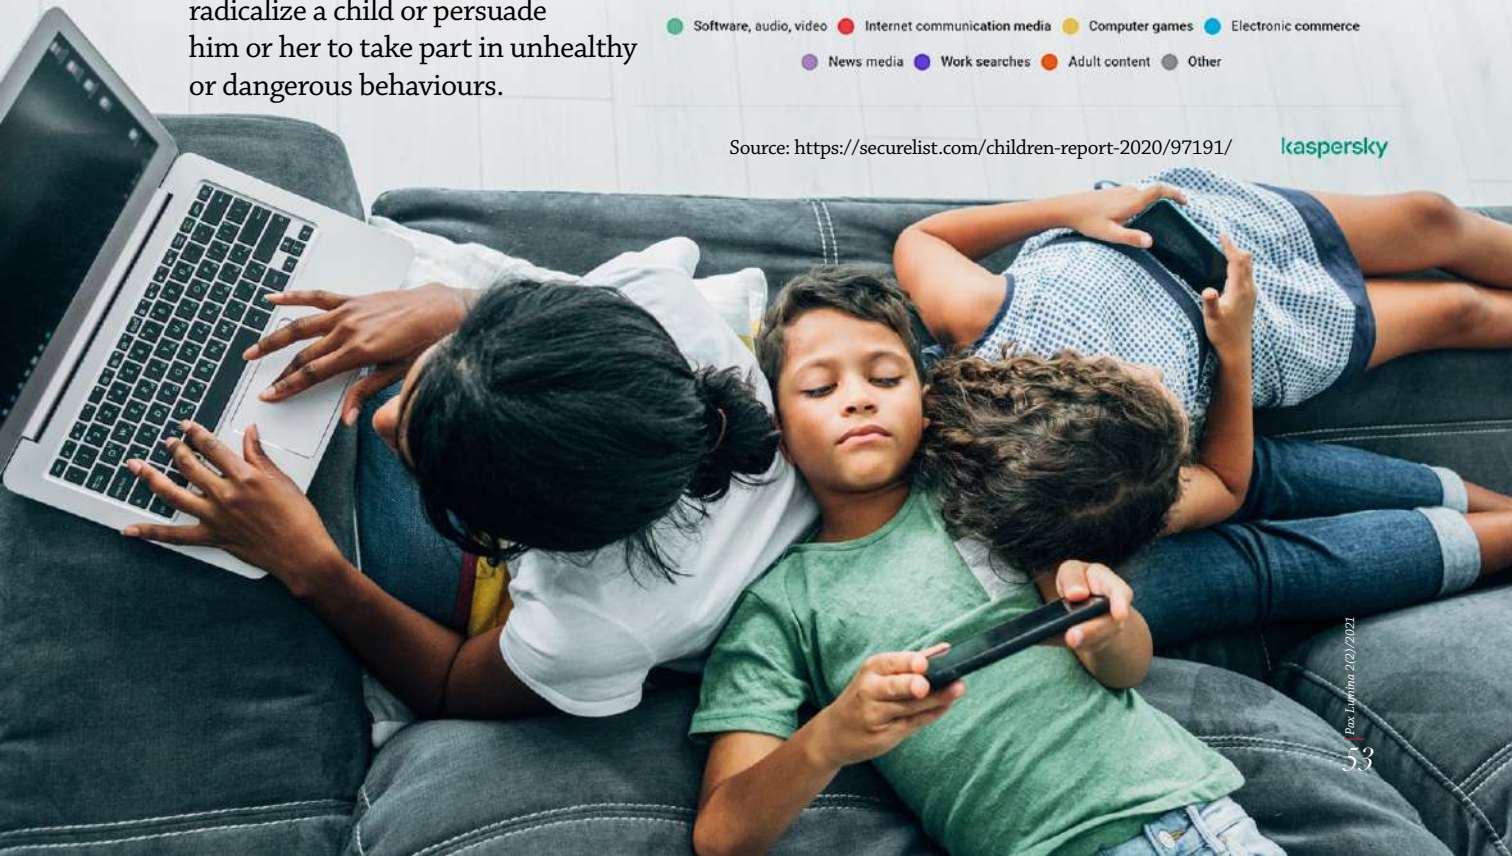 radicalize a child or persuade
him or her to take part in unhealthy
or dangerous behaviours.
Software, audio, video Internet communication media Computer games Electronic commerce
News media Work searches Adult content Other
Source: https://securelist.com/children-report-2020/97191/ kaspersky
Pax Lumina 2(2)/2021
53